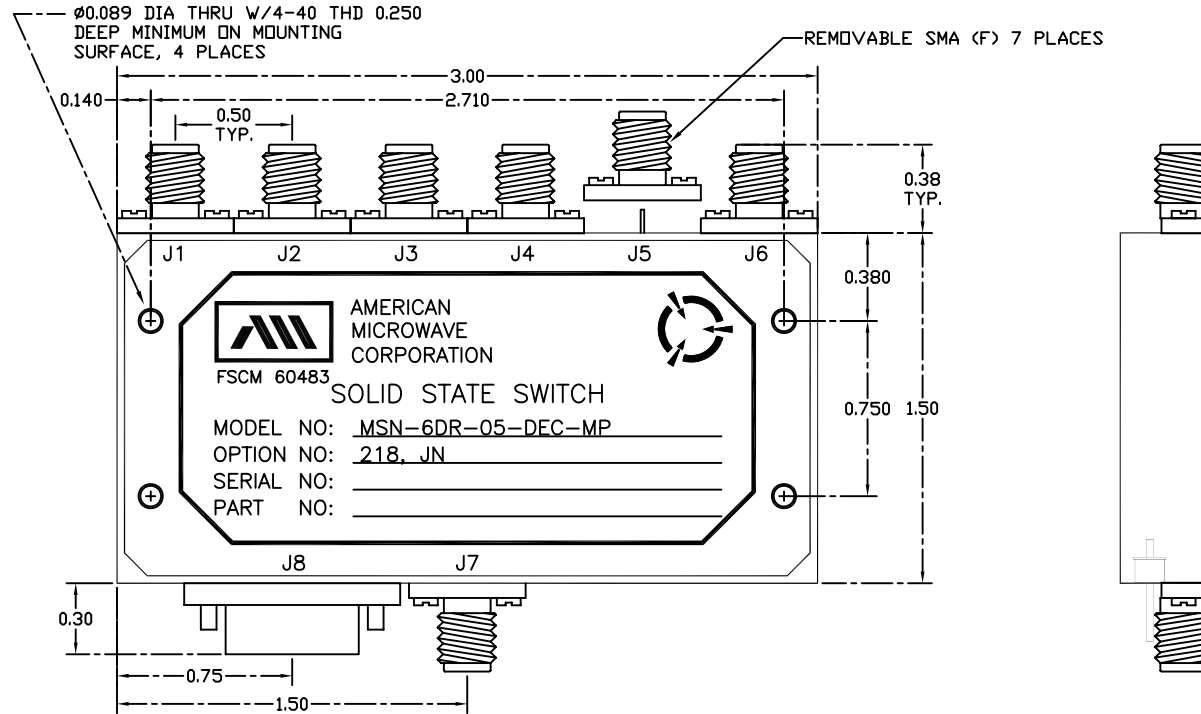 ø0.089 DIA THRU W/4-40 THD 0.250
DEEP MINIMUM ON MOUNTING
SURFACE, 4 PLACES
REMOVABLE SMA (F) 7 PLACES
3.00
0.140
2.710
0.50
TYP.
0.38
TYP.
J1 J2 J3 J4 J5 J6
0.380
AMERICAN
MICROWAVE
CORPORATION
FSCM 60483
SOLID STATE SWITCH
0.750 1.50
MODEL NO: MSN-6DR-05-DEC-MP
OPTION NO: 218, JN
SERIAL NO:
PART NO:
J8 J7
0.30
0.75
1.50